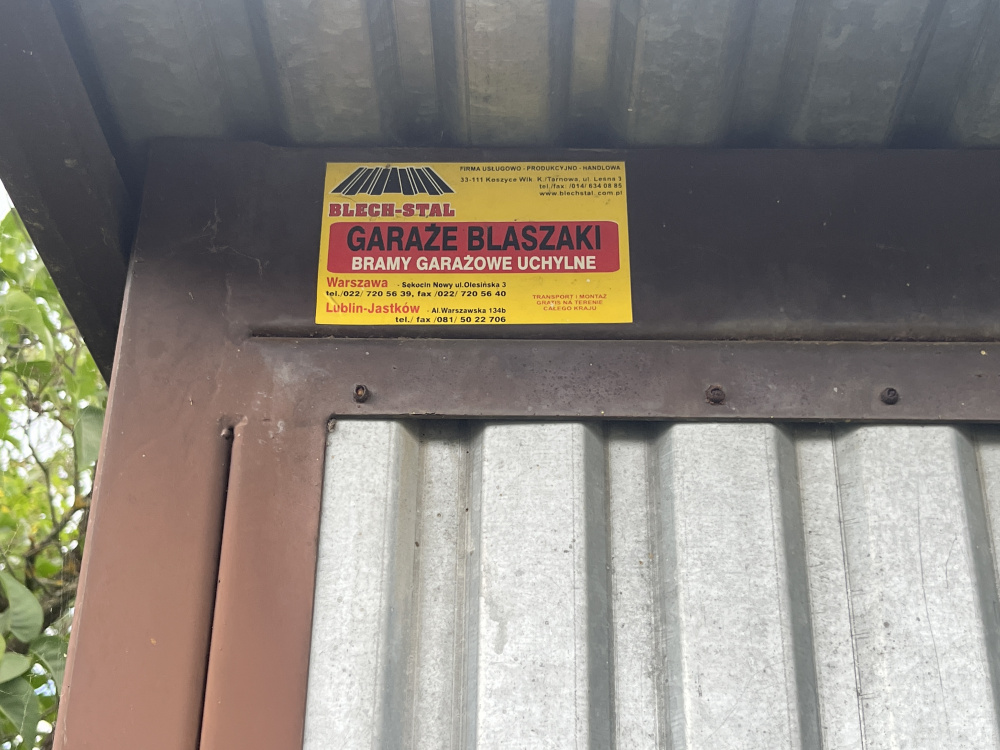 FIRMA USŁUGOWO - PRODUKCYJNO - HANDLOWA
33-111 Koszyce Wlk. K./Tarnowa, ul. Leśna 3
tel./fax: /014/ 634 08 85
www.blechstal.com.pl
BLECH-STAL
GARAŻE BLASZAKI
BRAMY GARAŻOWE UCHYLNE
Warszawa - Sękocin Nowy ul.Olesińska 3
tel./022/ 720 56 39, fax /022/ 720 56 40
Lublin-Jastków - Al.Warszawska 134b
tel./ fax /081/ 50 22 706
TRANSPORT I MONTAŻ
GRATIS NA TERENIE
CAŁEGO KRAJU